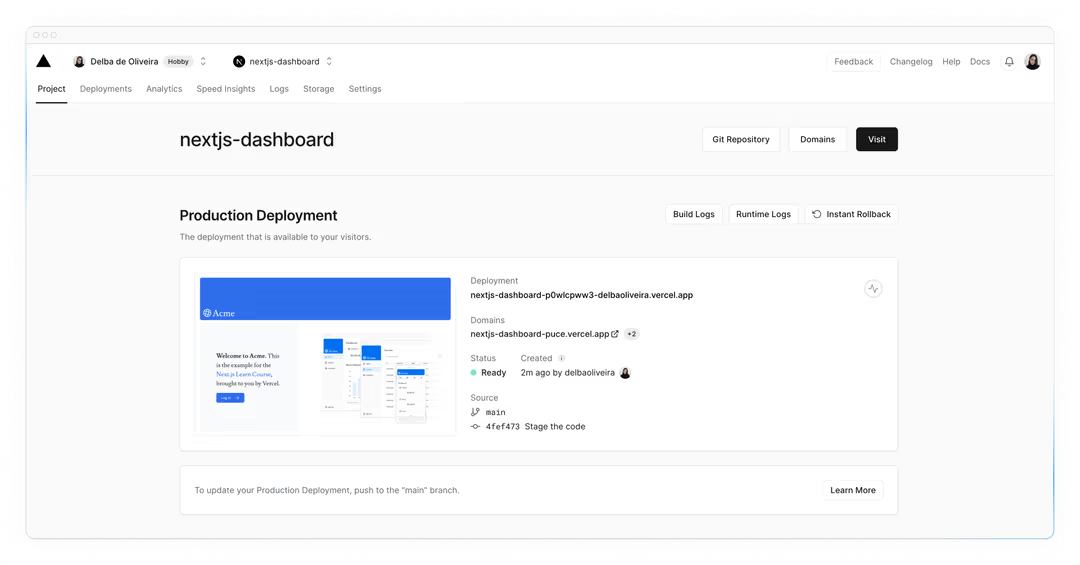 Delba de Oliveira Hobby nextjs-dashboard Feedback Changelog Help Docs
Project Deployments Analytics Speed Insights Logs Storage Settings
nextjs-dashboard Git Repository Domains Visit
Production Deployment Build Logs Runtime Logs Instant Rollback
The deployment that is available to your visitors.
Acme
Welcome to Acme. This
is the example for the
Next.js Learn Course,
brought to you by Vercel.
Log in
Deployment
nextjs-dashboard-p0wlcpww3-delbaoliveira.vercel.app
Domains
nextjs-dashboard-puce.vercel.app +2
Status Created
Ready 2m ago by delbaoliveira
Source
main
4fef473 Stage the code
To update your Production Deployment, push to the "main" branch. Learn More